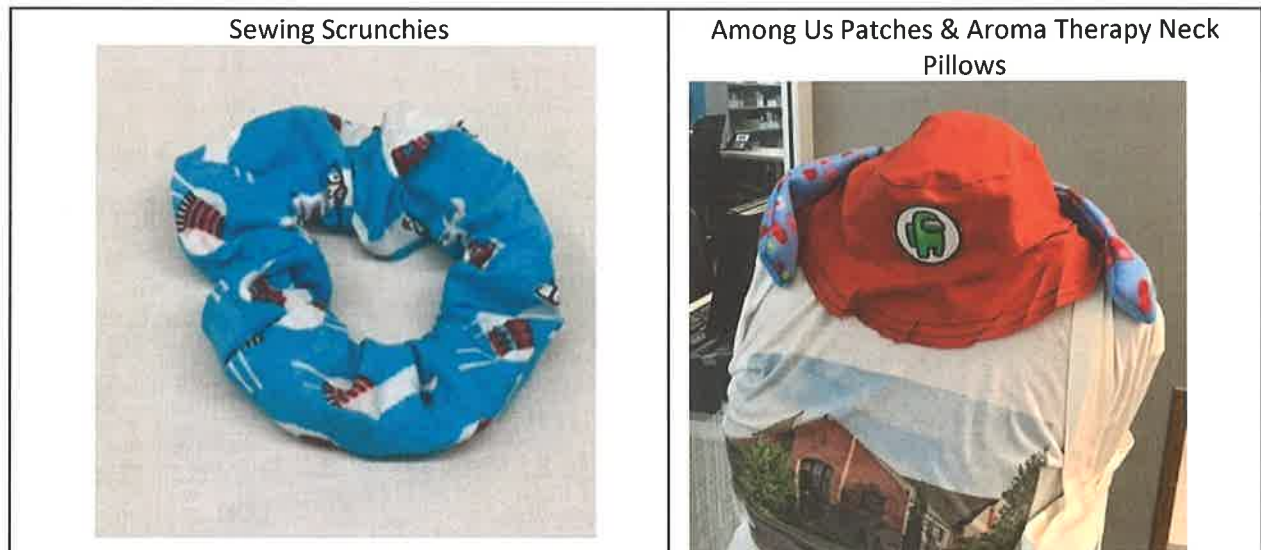 Sewing Scrunchies
Among Us Patches & Aroma Therapy Neck
Pillows